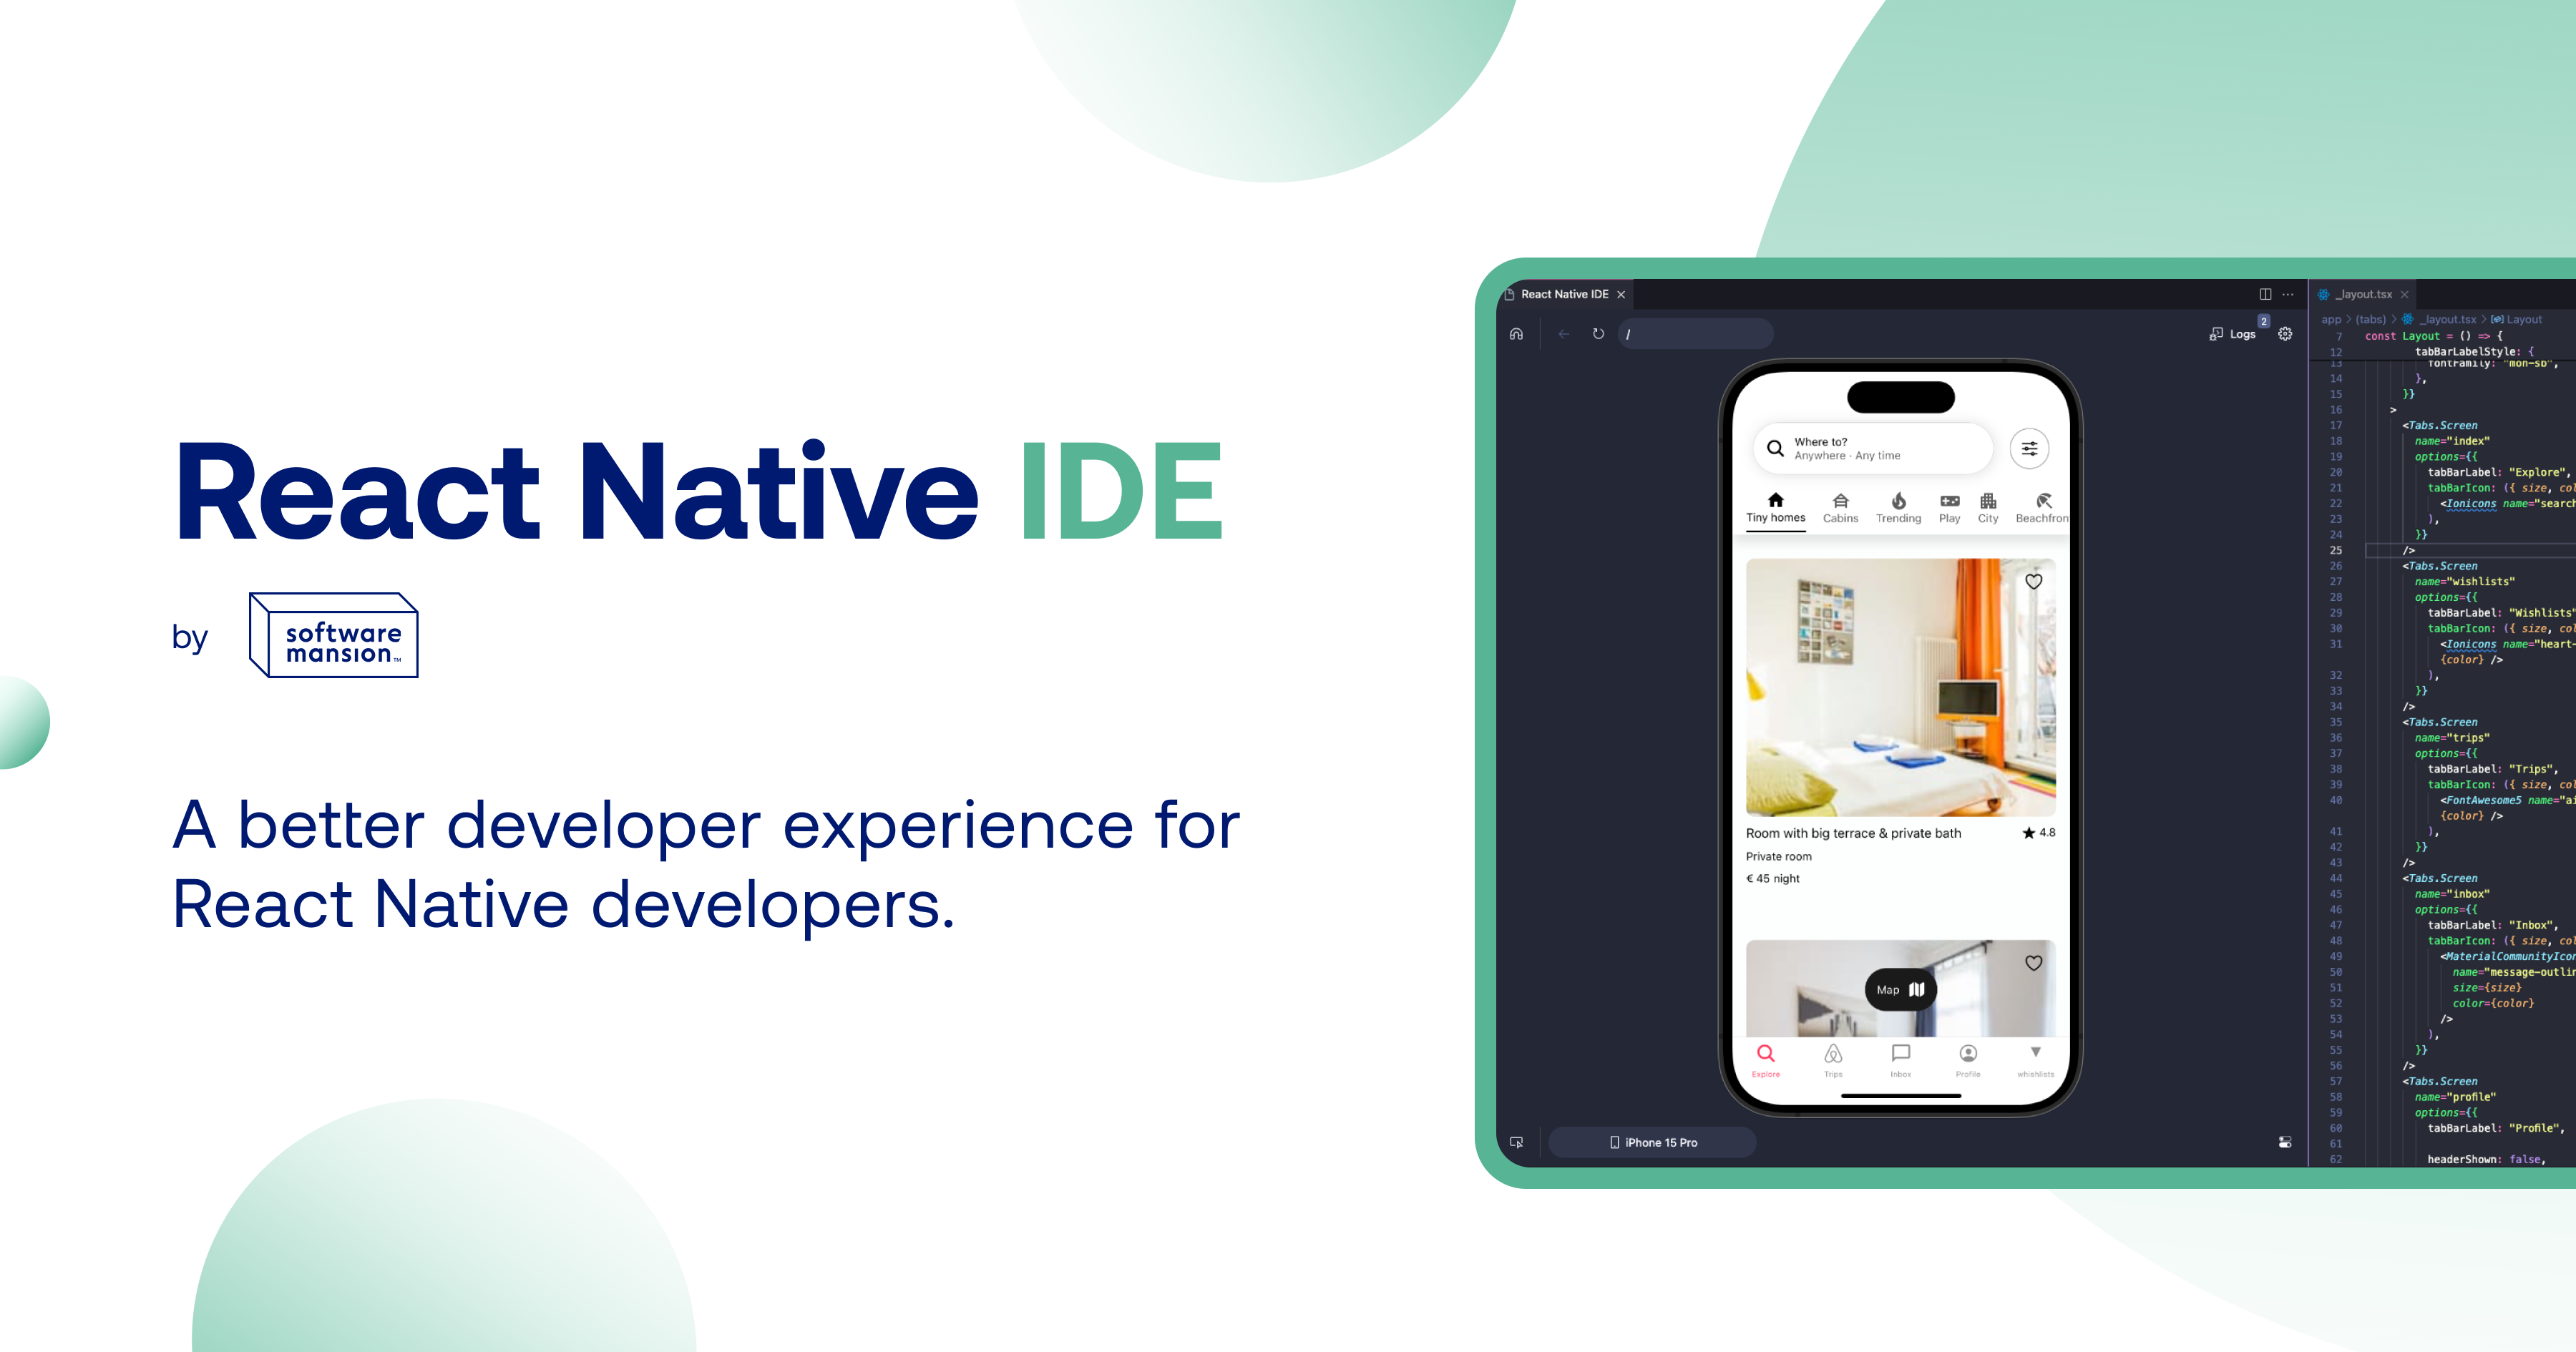 React Native IDE
by software
mansion™
A better developer experience for
React Native developers.
React Native IDE
/
Logs
2
Where to?
Anywhere · Any time
Tiny homes Cabins Trending Play City Beachfron
Room with big terrace & private bath 4.8
Private room
€ 45 night
Map
Explore Trips Inbox Profile whishlists
iPhone 15 Pro
_layout.tsx
app > (tabs) > _layout.tsx > Layout
7 const Layout = () => {
12 tabBarLabelStyle: {
13 fontFamily: "mon-sb",
14 },
15 }}
16 >
17 <Tabs.Screen
18 name="index"
19 options={{
20 tabBarLabel: "Explore",
21 tabBarIcon: ({ size, col
22 <Ionicons name="search
23 ),
24 }}
25 />
26 <Tabs.Screen
27 name="wishlists"
28 options={{
29 tabBarLabel: "Wishlists"
30 tabBarIcon: ({ size, col
31 <Ionicons name="heart-
{color} />
32 ),
33 }}
34 />
35 <Tabs.Screen
36 name="trips"
37 options={{
38 tabBarLabel: "Trips",
39 tabBarIcon: ({ size, col
40 <FontAwesome5 name="ai
{color} />
41 ),
42 }}
43 />
44 <Tabs.Screen
45 name="inbox"
46 options={{
47 tabBarLabel: "Inbox",
48 tabBarIcon: ({ size, col
49 <MaterialCommunityIcon
50 name="message-outlin
51 size={size}
52 color={color}
53 />
54 ),
55 }}
56 />
57 <Tabs.Screen
58 name="profile"
59 options={{
60 tabBarLabel: "Profile",
61
62 headerShown: false,